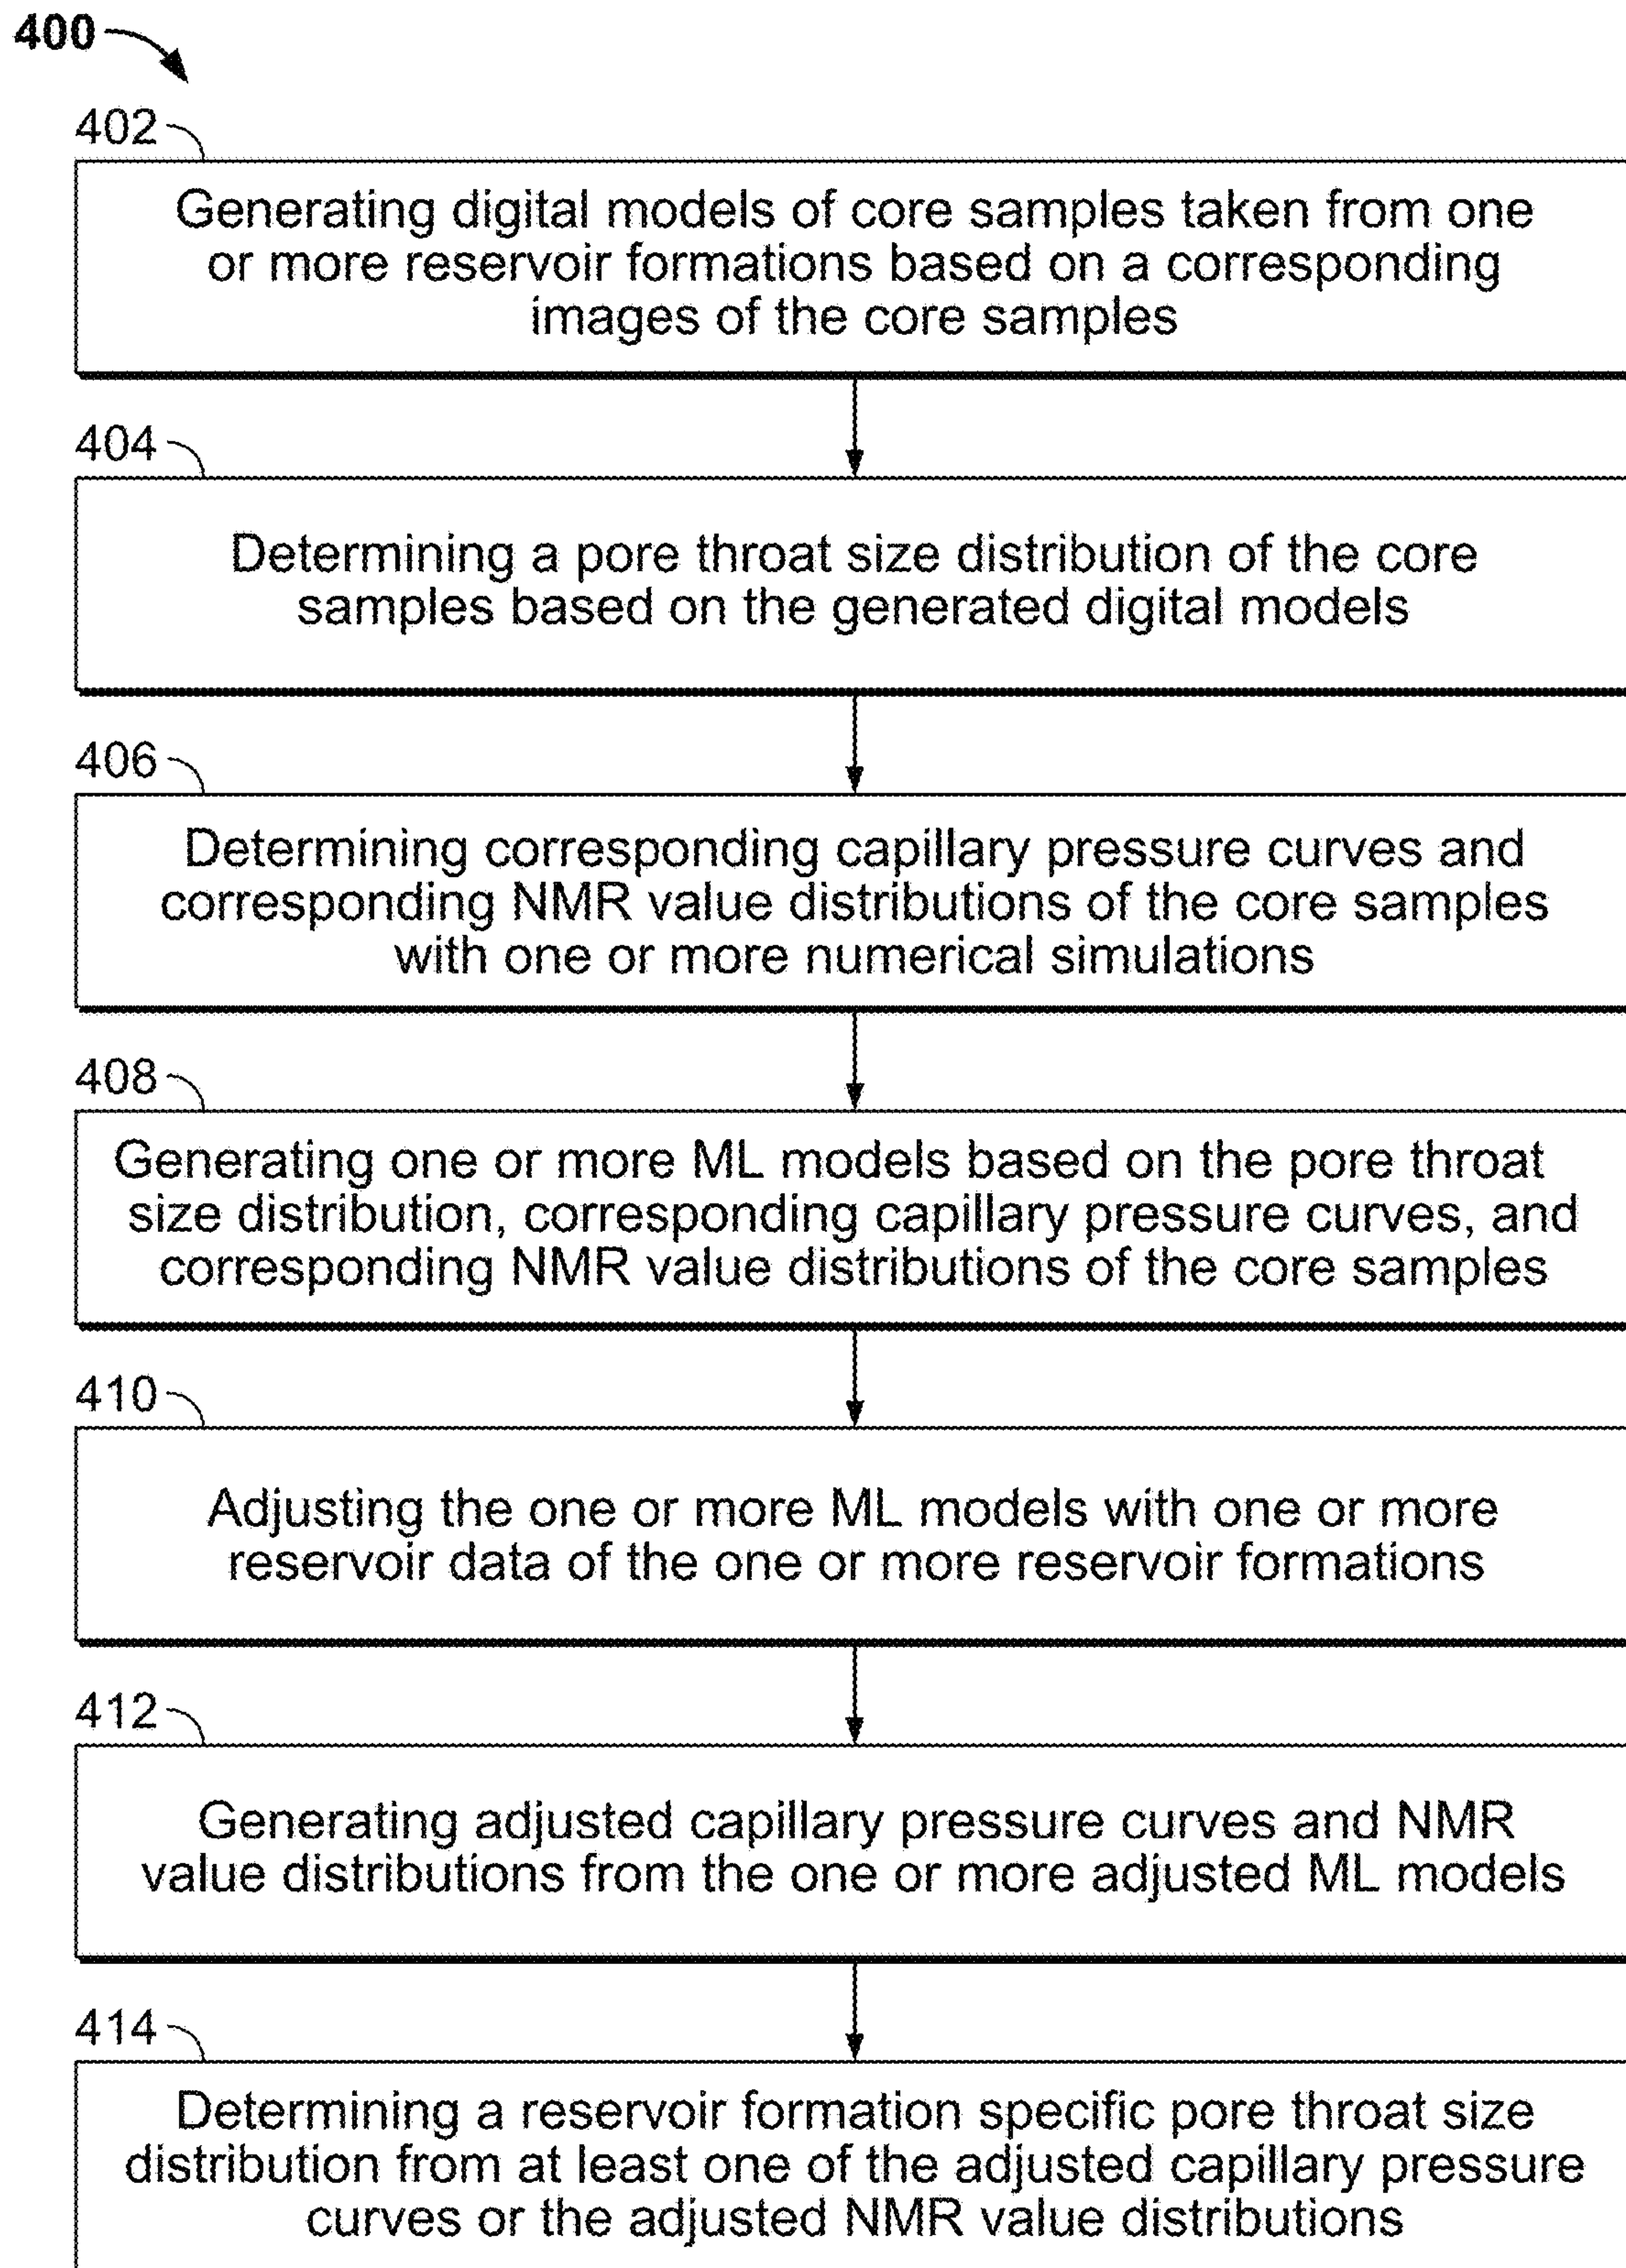 400
402
Generating digital models of core samples taken from one
or more reservoir formations based on a corresponding
images of the core samples
404
Determining a pore throat size distribution of the core
samples based on the generated digital models
406
Determining corresponding capillary pressure curves and
corresponding NMR value distributions of the core samples
with one or more numerical simulations
408
Generating one or more ML models based on the pore throat
size distribution, corresponding capillary pressure curves, and
corresponding NMR value distributions of the core samples
410
Adjusting the one or more ML models with one or more
reservoir data of the one or more reservoir formations
412
Generating adjusted capillary pressure curves and NMR
value distributions from the one or more adjusted ML models
414
Determining a reservoir formation specific pore throat size
distribution from at least one of the adjusted capillary pressure
curves or the adjusted NMR value distributions